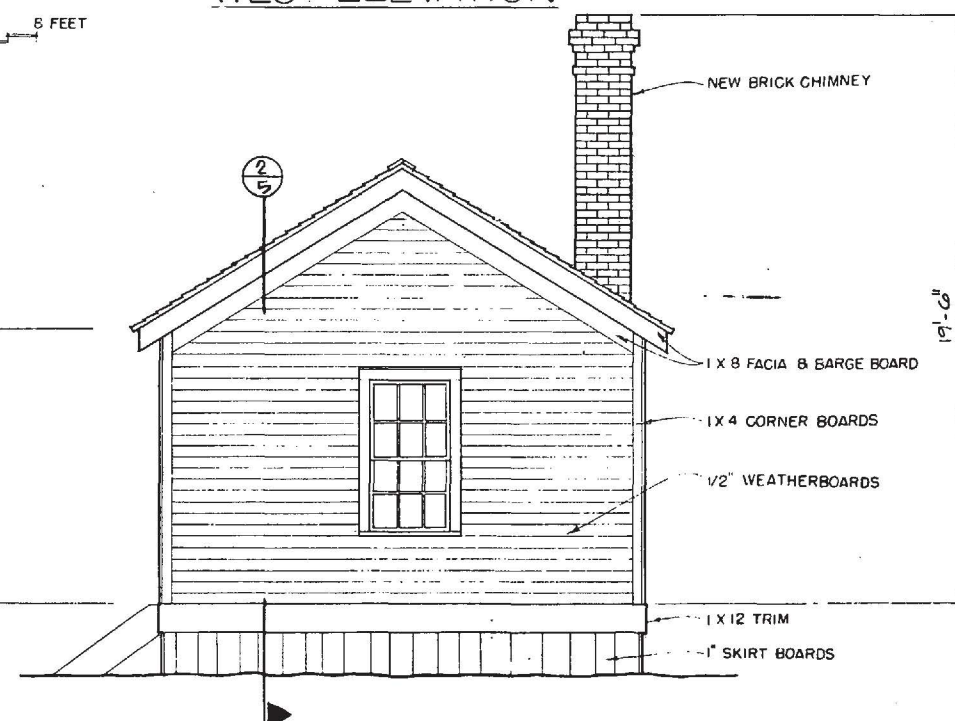 8 FEET
NEW BRICK CHIMNEY
2
5
19'-6"
1 X 8 FACIA & BARGE BOARD
1 X 4 CORNER BOARDS
1/2" WEATHERBOARDS
1 X 12 TRIM
1" SKIRT BOARDS